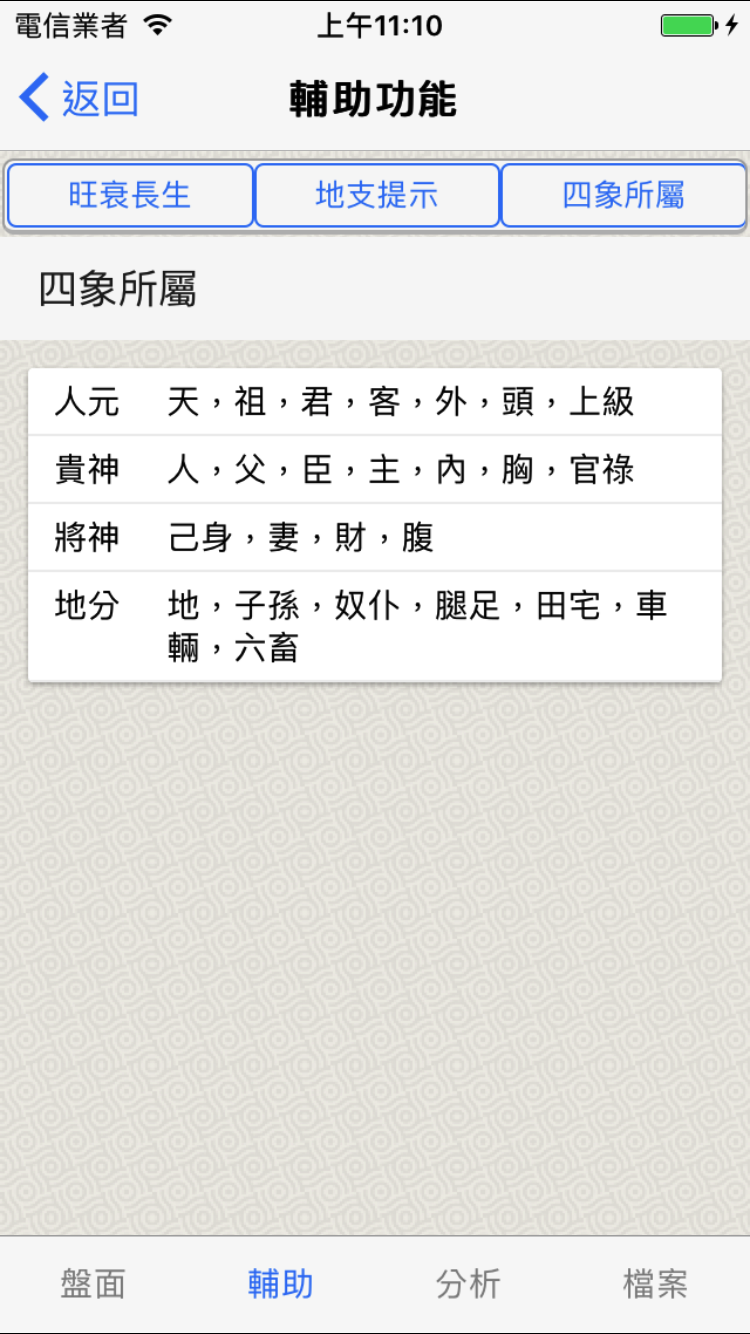 電信業者 上午11:10
返回 輔助功能
旺衰長生 地支提示 四象所屬
四象所屬
人元 天，祖，君，客，外，頭，上級
貴神 人，父，臣，主，內，胸，官祿
將神 己身，妻，財，腹
地分 地，子孫，奴仆，腿足，田宅，車
輛，六畜
盤面 輔助 分析 檔案